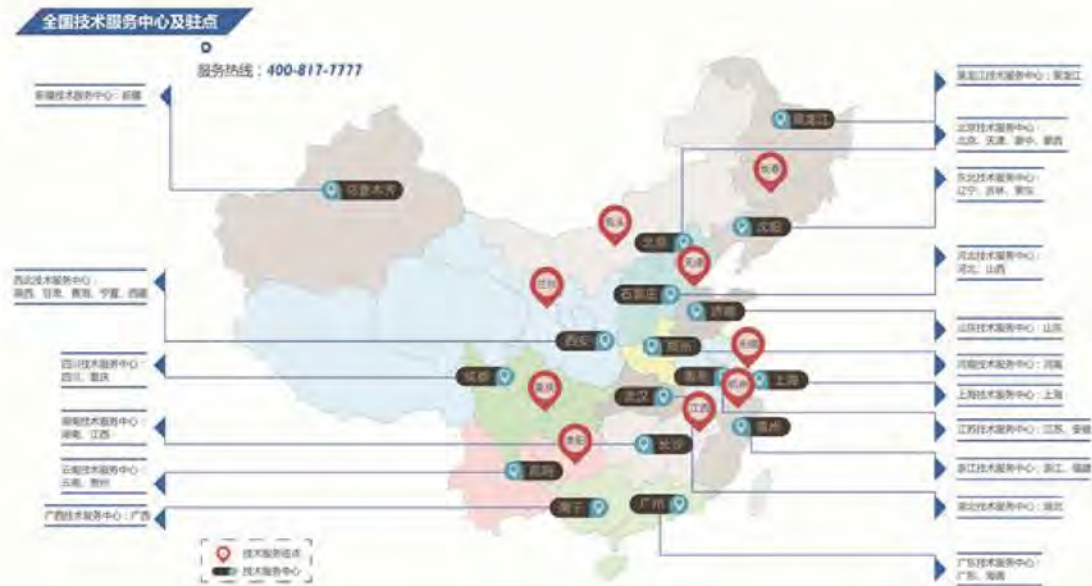 全国技术服务中心及驻点
服务热线：400-817-7777
新疆技术服务中心：新疆
西北技术服务中心：
陕西、甘肃、青海、宁夏、西藏
四川技术服务中心：
四川、重庆
湖南技术服务中心：
湖南、江西
云南技术服务中心：
云南、贵州
广西技术服务中心：广西
黑龙江技术服务中心：黑龙江
北京技术服务中心：
北京、天津、蒙中、蒙西
东北技术服务中心：
辽宁、吉林、蒙东
河北技术服务中心：
河北、山西
山东技术服务中心：山东
河南技术服务中心：河南
上海技术服务中心：上海
江苏技术服务中心：江苏、安徽
浙江技术服务中心：浙江、福建
湖北技术服务中心：湖北
广东技术服务中心：
广东、海南
黑龙江
长春
乌鲁木齐
沈阳
包头
北京
天津
兰州
石家庄
济南
西安
郑州
无锡
成都
重庆
南京
杭州
上海
武汉
江西
贵阳
长沙
昆明
南宁
广州
技术服务驻点
技术服务中心